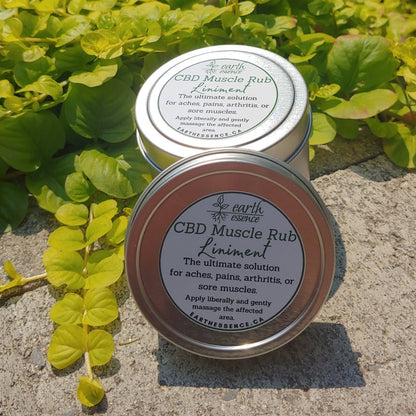 earth
essence
CBD Muscle Rub
Liniment
The ultimate solution
for aches, pains, arthritis, or
sore muscles.
Apply liberally and gently
massage the affected
area.
EARTHESSENCE.CA
earth
essence
CBD Muscle Rub
Liniment
The ultimate solution
for aches, pains, arthritis, or
sore muscles.
Apply liberally and gently
massage the affected
area.
EARTHESSENCE.CA